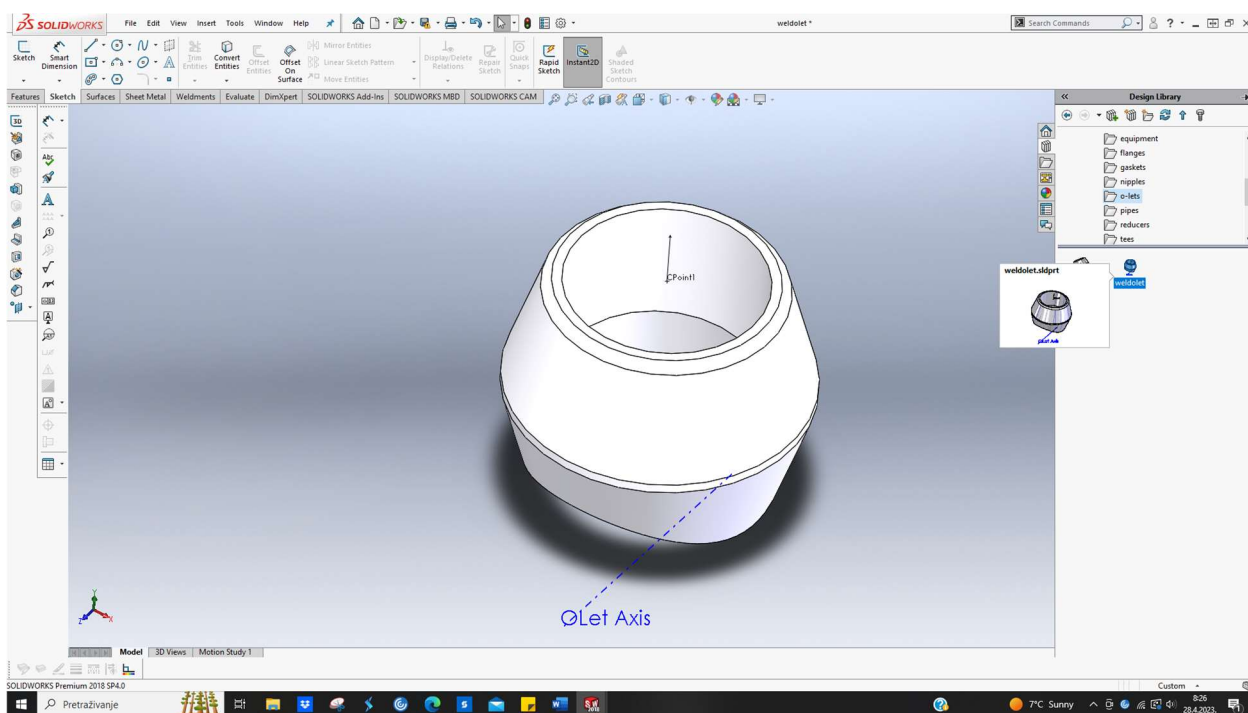 SOLIDWORKS File Edit View Insert Tools Window Help weldolet * Search Commands
Sketch
Smart Dimension
Trim Entities
Convert Entities
Offset Entities
Offset On Surface
Mirror Entities
Linear Sketch Pattern
Move Entities
Display/Delete Relations
Repair Sketch
Quick Snaps
Rapid Sketch
Instant2D
Shaded Sketch Contours
Features Sketch Surfaces Sheet Metal Weldments Evaluate DimXpert SOLIDWORKS Add-Ins SOLIDWORKS MBD SOLIDWORKS CAM
Design Library
equipment
flanges
gaskets
nipples
o-lets
pipes
reducers
tees
weldolet.sldprt
weldolet
OLet Axis
CPoint1
OLet Axis
Y
Z
X
Model 3D Views Motion Study 1
SOLIDWORKS Premium 2018 SP4.0
Custom
Pretraživanje
7°C Sunny
8:26
28.4.2023.